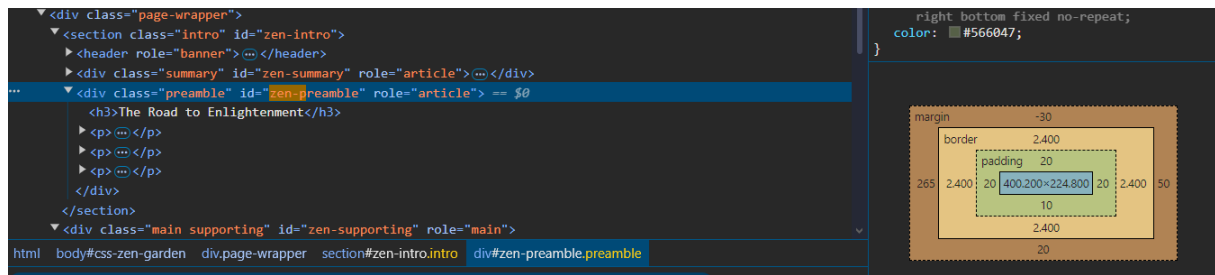 <div class="page-wrapper">
<section class="intro" id="zen-intro">
<header role="banner">⋯</header>
<div class="summary" id="zen-summary" role="article">⋯</div>
⋯ <div class="preamble" id="zen-preamble" role="article"> == $0
<h3>The Road to Enlightenment</h3>
<p>⋯</p>
<p>⋯</p>
<p>⋯</p>
</div>
</section>
<div class="main supporting" id="zen-supporting" role="main">
html body#css-zen-garden div.page-wrapper section#zen-intro.intro div#zen-preamble.preamble
right bottom fixed no-repeat;
color: #566047;
}
margin -30
border 2.400
padding 20
265 2.400 20 400.200×224.800 20 2.400 50
10
2.400
20